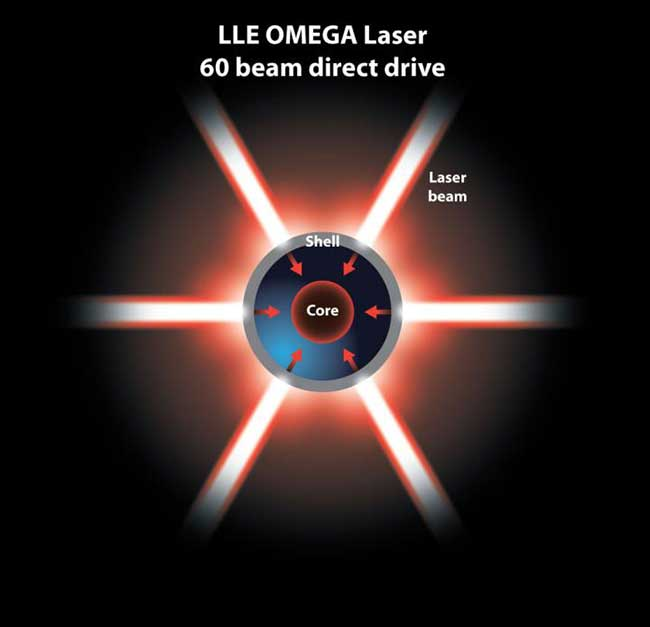 LLE OMEGA Laser
60 beam direct drive
Laser
beam
Shell
Core